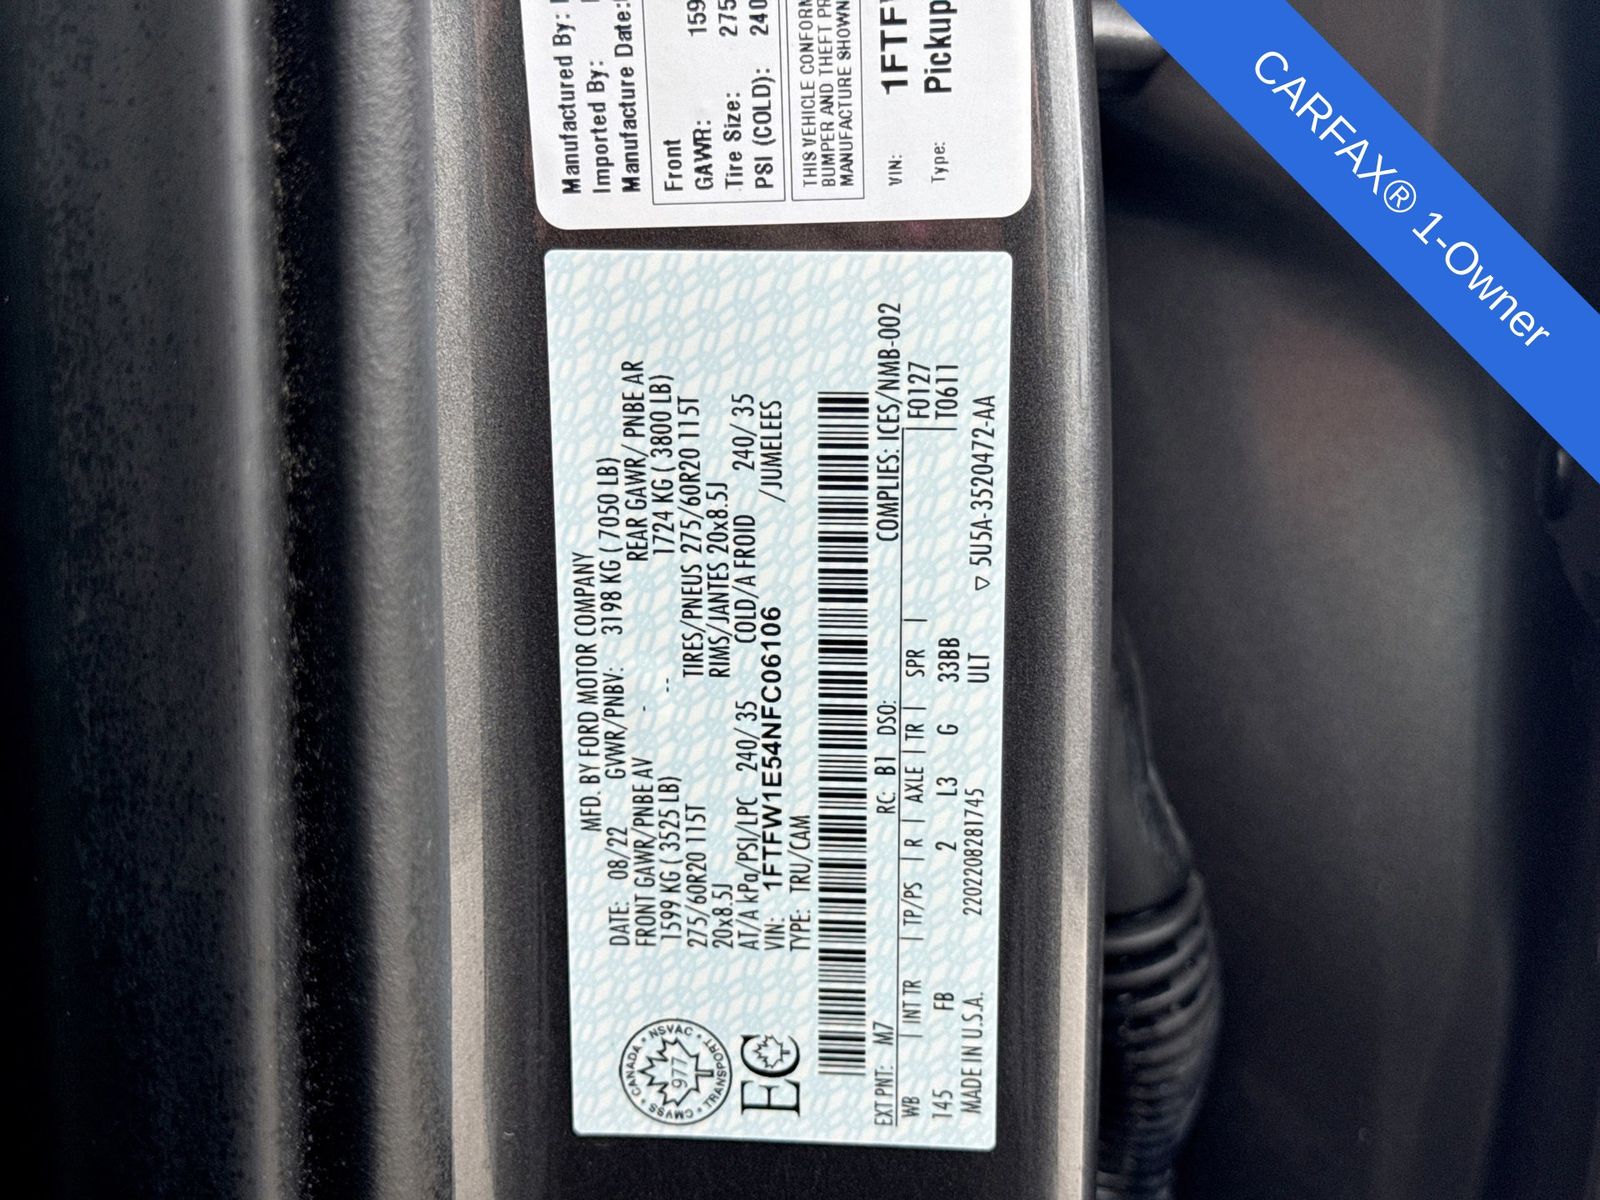 CARFAX® 1-Owner
MFD. BY FORD MOTOR COMPANY
DATE: 08/22 GVWR/PNBV: 3198 KG ( 7050 LB)
FRONT GAWR/PNBE AV - -- REAR GAWR/ PNBE AR
1599 KG ( 3525 LB) 1724 KG ( 3800 LB)
275/60R20 115T TIRES/PNEUS 275/60R20 115T
20x8.5J RIMS/JANTES 20x8.5J
AT/A kPa/PSI/LPC 240/ 35 COLD/A FROID 240/ 35
VIN: 1FTFW1E54NFC06106 /JUMELEES
TYPE: TRU/CAM
CANADA • NSVAC • TRANSPORT • CMVSS
977
EC
COMPLIES: ICES/NMB-002
EXT PNT: M7 RC: B1 DSO:
WB | INT TR | TP/PS | R | AXLE | TR | SPR | F0127
145 FB 2 L3 G 33BB T0611
ULT
MADE IN U.S.A. 220220828174​5 ▽ 5U5A-3520472-AA
Manufactured By:
Imported By:
Manufacture Date:
Front
GAWR: 159
Tire Size: 275
PSI (COLD): 240
THIS VEHICLE CONFORM
BUMPER AND THEFT PR
MANUFACTURE SHOWN
VIN: 1FTF
Type: Pickup